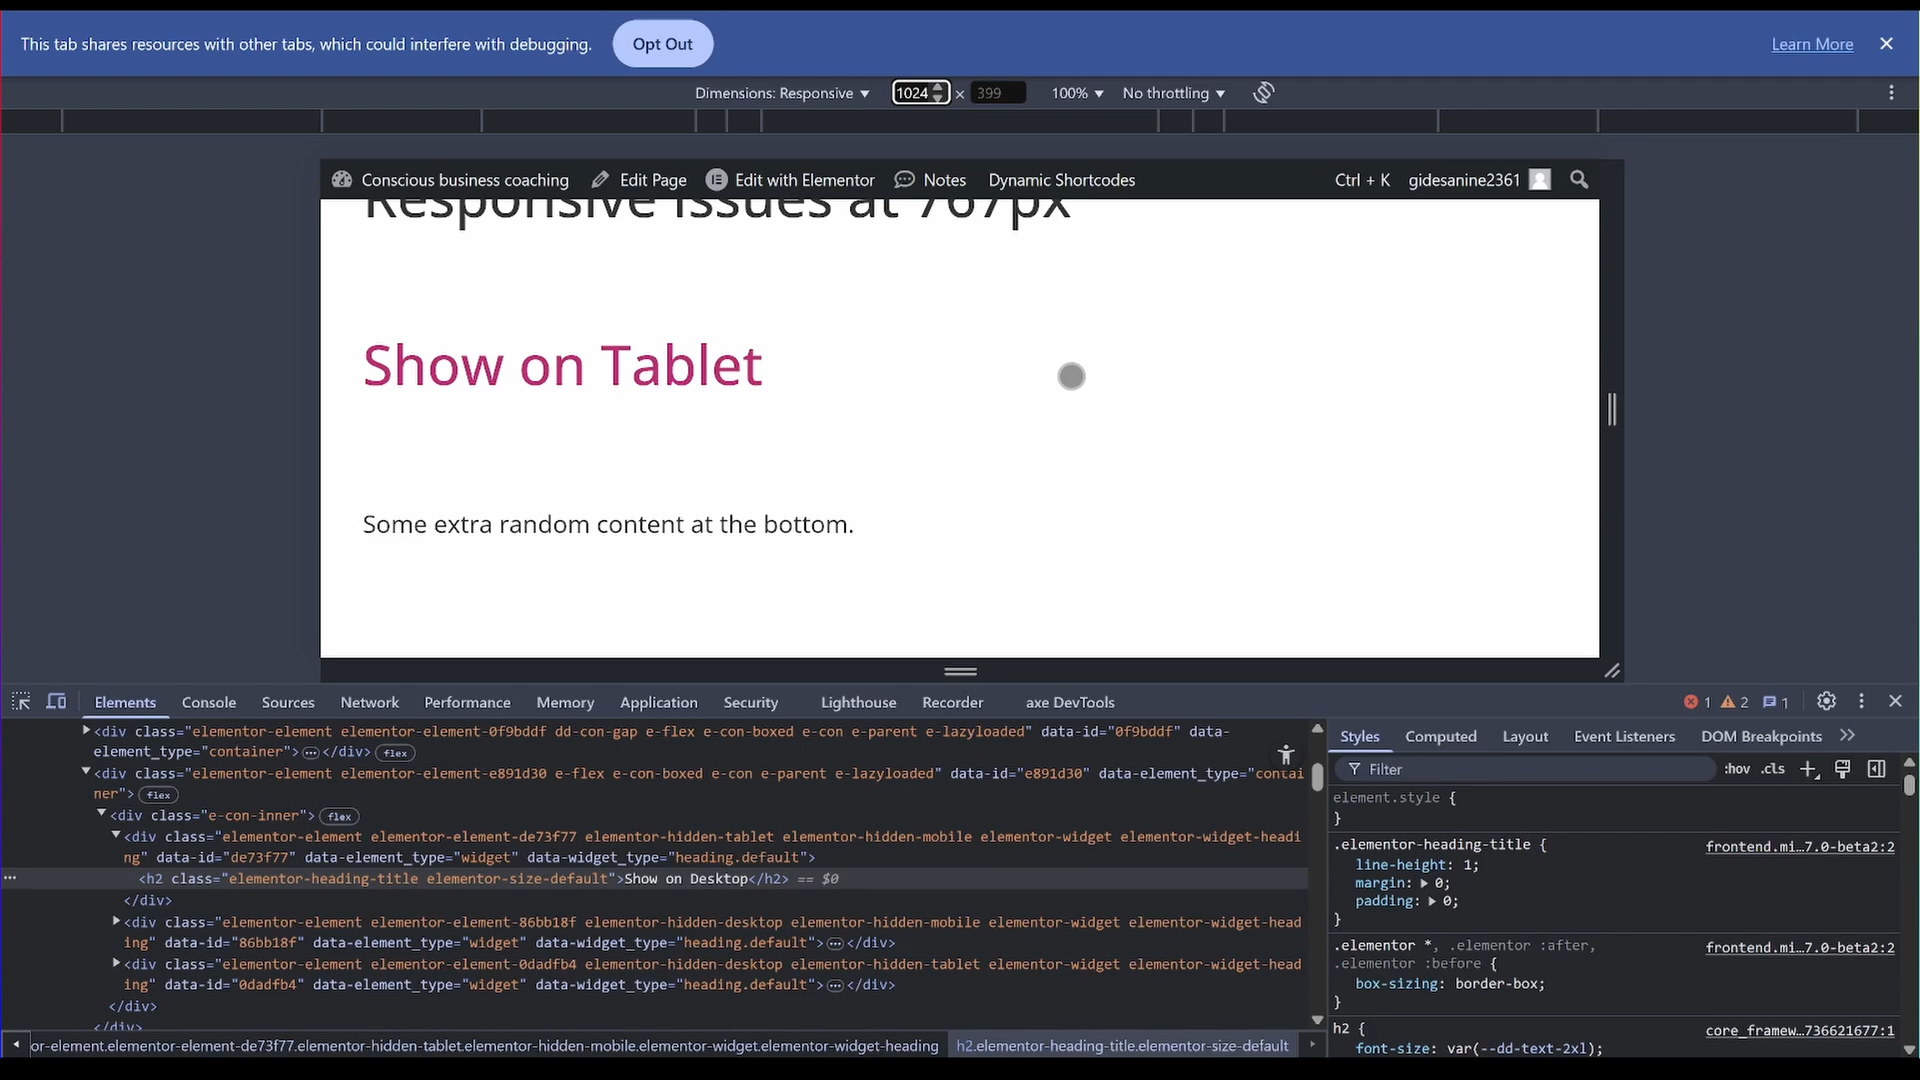 This tab shares resources with other tabs, which could interfere with debugging. Opt Out Learn More
Dimensions: Responsive 1024 × 399 100% No throttling
Conscious business coaching Edit Page Edit with Elementor Notes Dynamic Shortcodes Ctrl + K gidesanine2361
Responsive issues at 767px
Show on Tablet
Some extra random content at the bottom.
Elements Console Sources Network Performance Memory Application Security Lighthouse Recorder axe DevTools 1 2 1
<div class="elementor-element elementor-element-0f9bddf dd-con-gap e-flex e-con-boxed e-con e-parent e-lazyloaded" data-id="0f9bddf" data-
element_type="container">…</div> flex
<div class="elementor-element elementor-element-e891d30 e-flex e-con-boxed e-con e-parent e-lazyloaded" data-id="e891d30" data-element_type="contai
ner"> flex
<div class="e-con-inner"> flex
<div class="elementor-element elementor-element-de73f77 elementor-hidden-tablet elementor-hidden-mobile elementor-widget elementor-widget-headi
ng" data-id="de73f77" data-element_type="widget" data-widget_type="heading.default">
<h2 class="elementor-heading-title elementor-size-default">Show on Desktop</h2> == $0
</div>
<div class="elementor-element elementor-element-86bb18f elementor-hidden-desktop elementor-hidden-mobile elementor-widget elementor-widget-head
ing" data-id="86bb18f" data-element_type="widget" data-widget_type="heading.default">…</div>
<div class="elementor-element elementor-element-0dadfb4 elementor-hidden-desktop elementor-hidden-tablet elementor-widget elementor-widget-head
ing" data-id="0dadfb4" data-element_type="widget" data-widget_type="heading.default">…</div>
</div>
</div>
or-element.elementor-element-de73f77.elementor-hidden-tablet.elementor-hidden-mobile.elementor-widget.elementor-widget-heading h2.elementor-heading-title.elementor-size-default
Styles Computed Layout Event Listeners DOM Breakpoints
Filter :hov .cls
element.style {
}
.elementor-heading-title { frontend.mi…7.0-beta2:2
line-height: 1;
margin: 0;
padding: 0;
}
.elementor *, .elementor :after, frontend.mi…7.0-beta2:2
.elementor :before {
box-sizing: border-box;
}
h2 { core_framew…736621677:1
font-size: var(--dd-text-2xl);